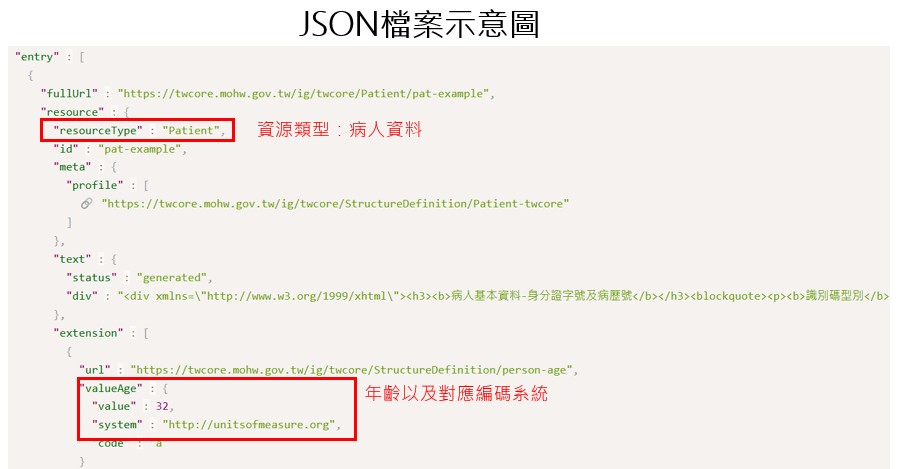 JSON檔案示意圖
"entry" : [
{
"fullUrl" : "https://twcore.mohw.gov.tw/ig/twcore/Patient/pat-example",
"resource" : {
"resourceType" : "Patient", 資源類型：病人資料
"id" : "pat-example",
"meta" : {
"profile" : [
"https://twcore.mohw.gov.tw/ig/twcore/StructureDefinition/Patient-twcore"
]
},
"text" : {
"status" : "generated",
"div" : "<div xmlns=\"http://www.w3.org/1999/xhtml\"><h3><b>病人基本資料-身分證字號及病歷號</b></h3><blockquote><p><b>識別碼型別</b>
},
"extension" : [
{
"url" : "https://twcore.mohw.gov.tw/ig/twcore/StructureDefinition/person-age",
"valueAge" : { 年齡以及對應編碼系統
"value" : 32,
"system" : "http://unitsofmeasure.org",
"code" : "a"
}